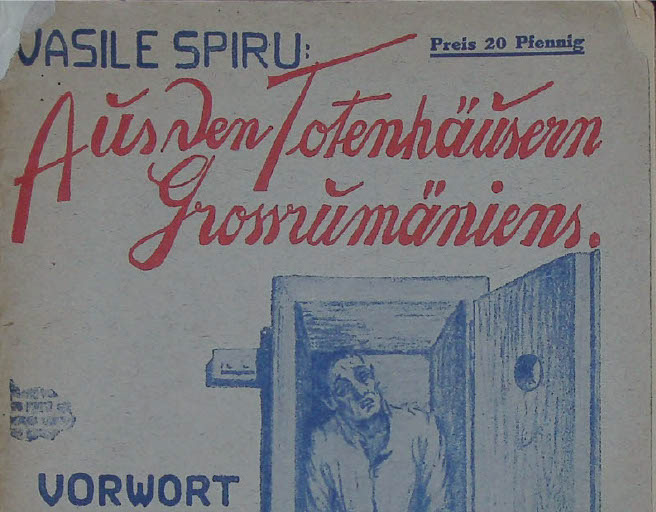 VASILE SPIRU:
Preis 20 Pfennig
Aus den Totenhäusern
Grossrumäniens.
VORWORT